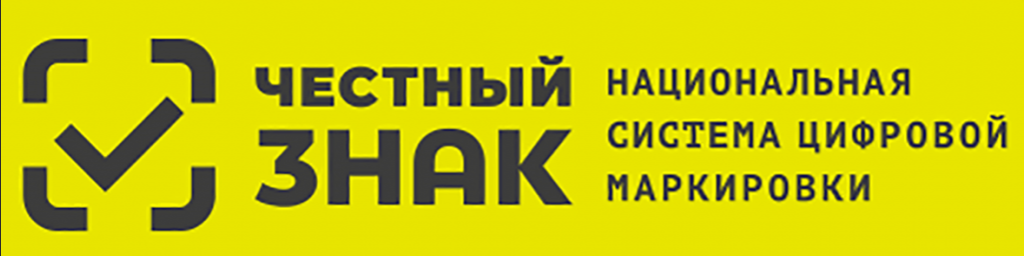 ЧЕСТНЫЙ
ЗНАК
НАЦИОНАЛЬНАЯ
СИСТЕМА ЦИФРОВОЙ
МАРКИРОВКИ